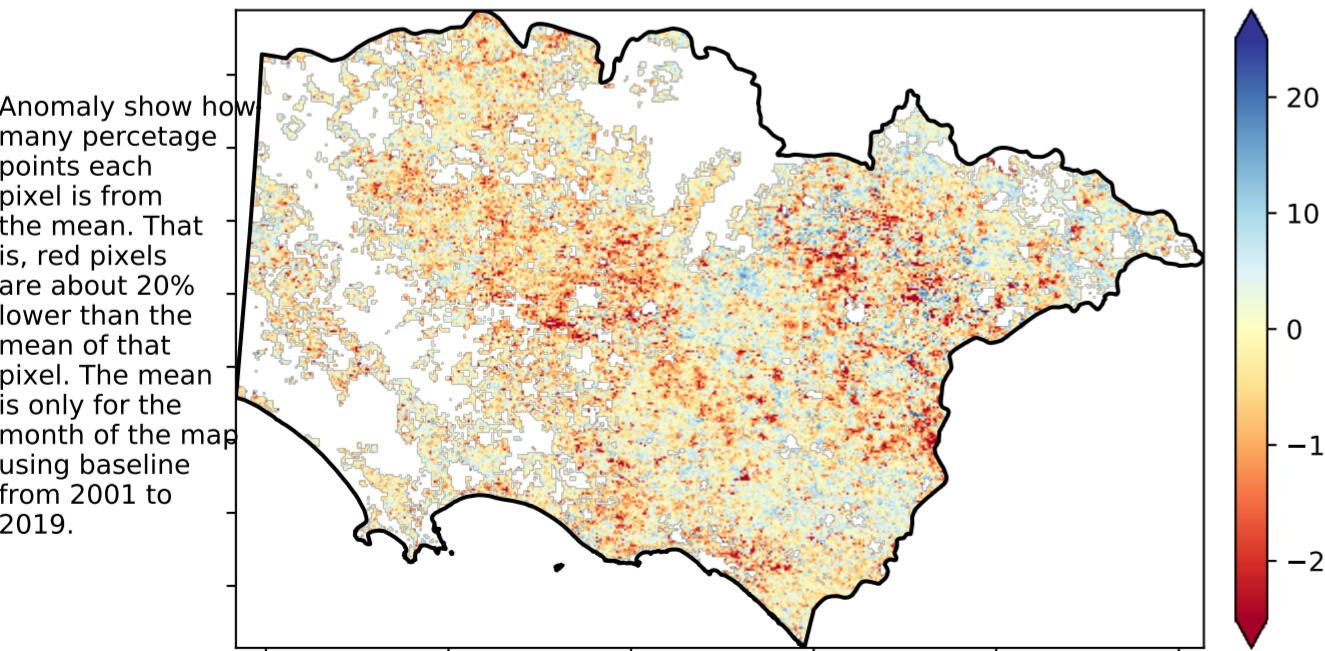 Anomaly show how
many percetage
points each
pixel is from
the mean. That
is, red pixels
are about 20%
lower than the
mean of that
pixel. The mean
is only for the
month of the map
using baseline
from 2001 to
2019.
20
10
0
−1
−2